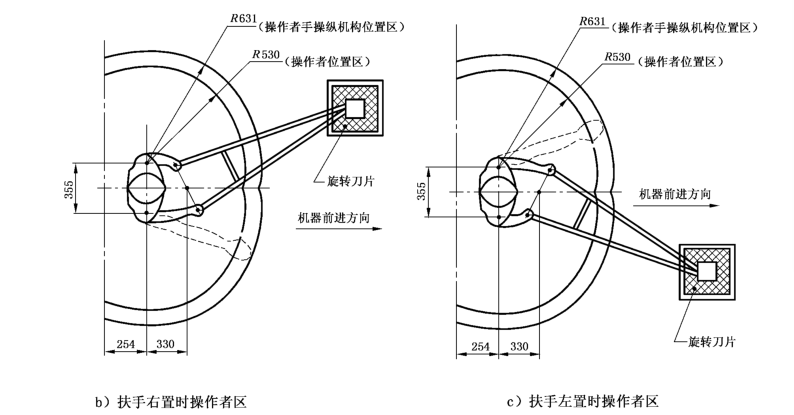 R631(操作者手操纵机构位置区)
R530(操作者位置区)
355
旋转刀片
机器前进方向
254
330
b）扶手右置时操作者区
R631(操作者手操纵机构位置区)
R530(操作者位置区)
355
机器前进方向
旋转刀片
254
330
c）扶手左置时操作者区